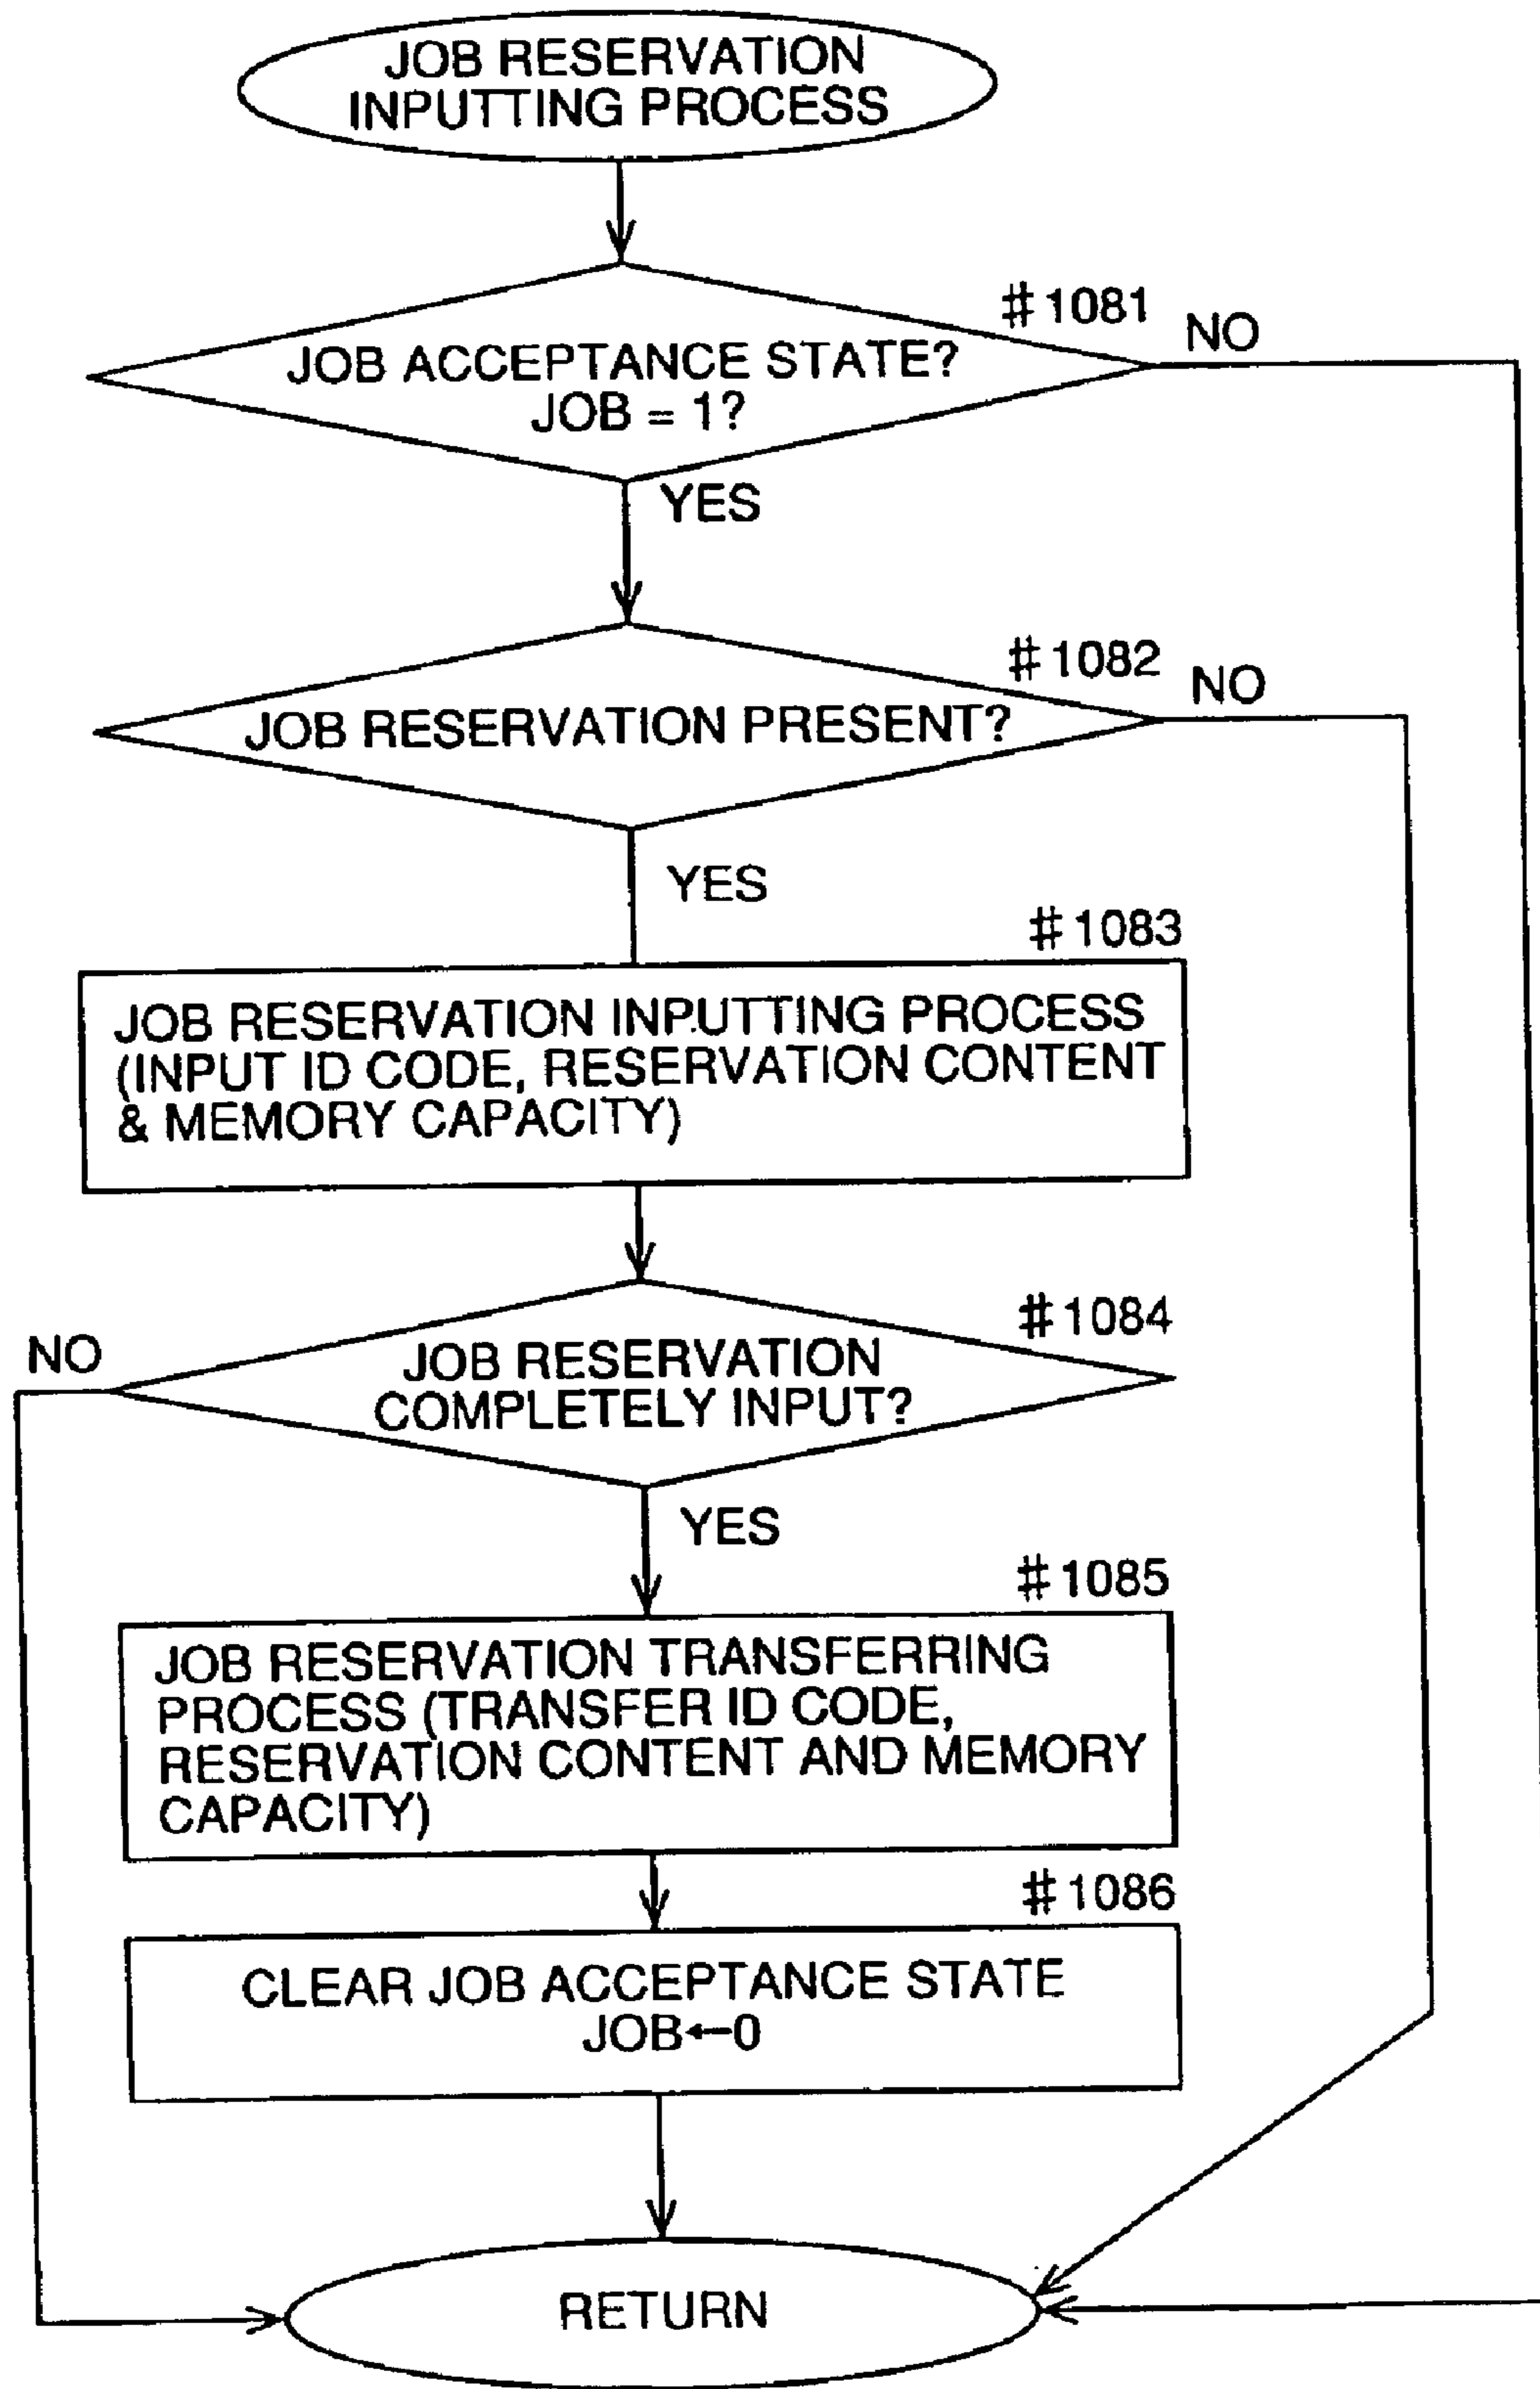 JOB RESERVATION
INPUTTING PROCESS
#1081
NO
JOB ACCEPTANCE STATE?
JOB = 1?
YES
#1082
NO
JOB RESERVATION PRESENT?
YES
#1083
JOB RESERVATION INPUTTING PROCESS
(INPUT ID CODE, RESERVATION CONTENT
& MEMORY CAPACITY)
#1084
NO
JOB RESERVATION
COMPLETELY INPUT?
YES
#1085
JOB RESERVATION TRANSFERRING
PROCESS (TRANSFER ID CODE,
RESERVATION CONTENT AND MEMORY
CAPACITY)
#1086
CLEAR JOB ACCEPTANCE STATE
JOB←0
RETURN